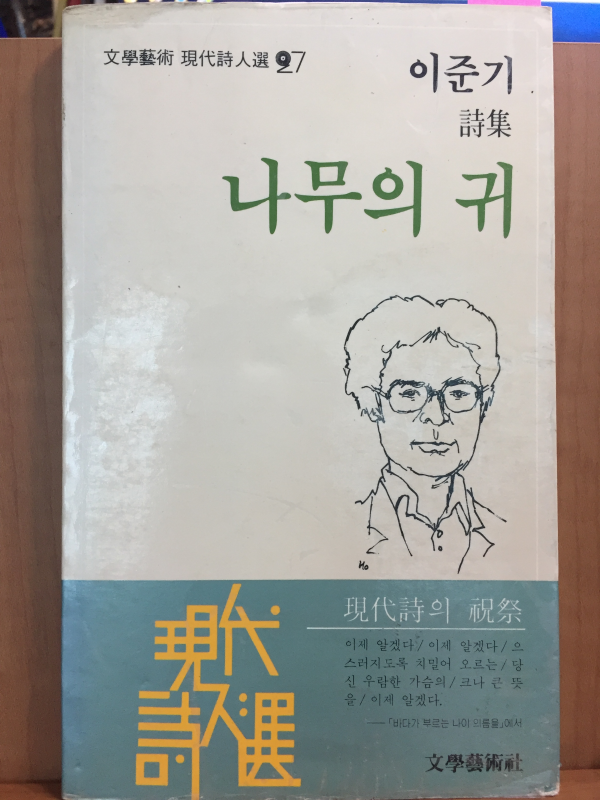 文學藝術 現代詩人選 27
이준기
詩集
나무의 귀
Ho
現代詩人選
現代詩의 祝祭
이제 알겠다/이제 알겠다/으
스러지도록 치밀어 오르는/당
신 우람한 가슴의/크나 큰 뜻
을/이제 알겠다.
──「바다가 부르는 나이 의름몰」에서
文學藝術社